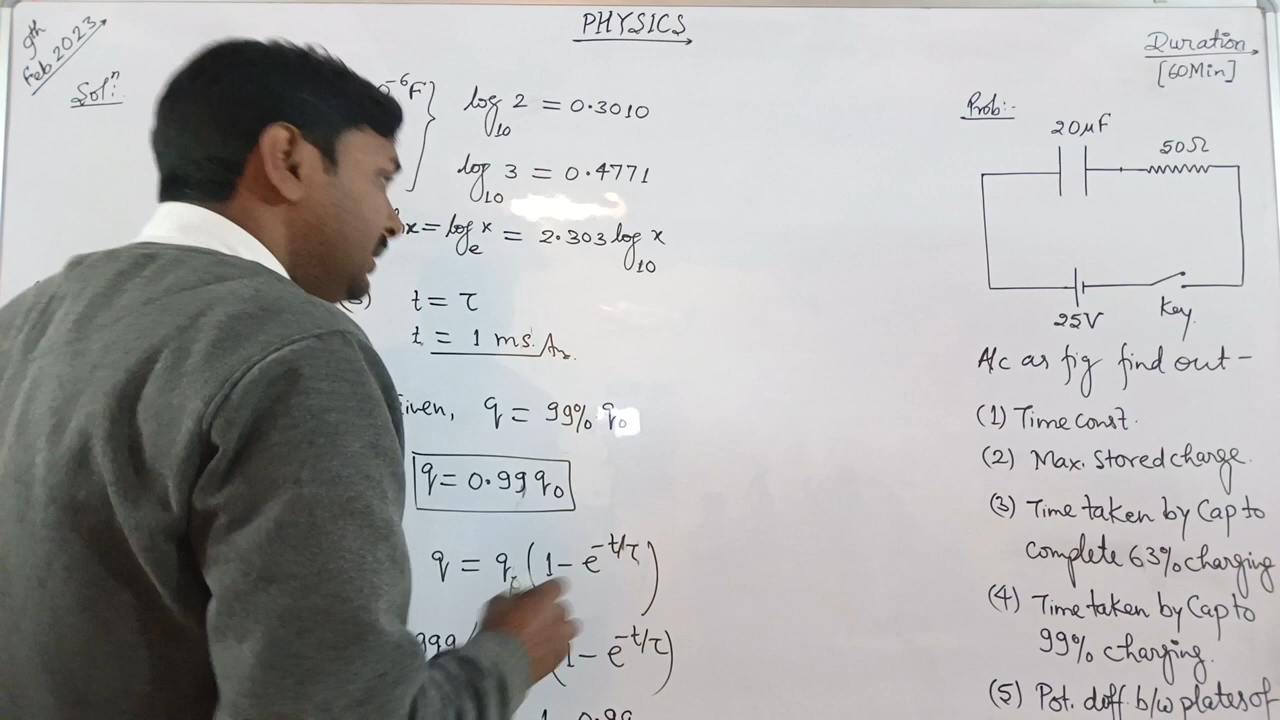 PHYSICS
9th
Feb 2023
Solⁿ:
Duration
[60Min]
⁻⁶F}
log₁₀ 2 = 0.3010
log₁₀ 3 = 0.4771
x = logₑ x = 2.303 log₁₀ x
t = τ
t = 1 ms. Ans.
iven, q = 99% q₀
q = 0.99 q₀
q = q₀ (1 - e^-t/τ)
1 - e^-t/τ)
Prob:-
20μF
50Ω
25V
Key
A/c as fig find out -
(1) Time const.
(2) Max. Stored charge.
(3) Time taken by Cap to
complete 63% charging
(4) Time taken by Cap to
99% charging.
(5) Pot. diff. b/w plates of